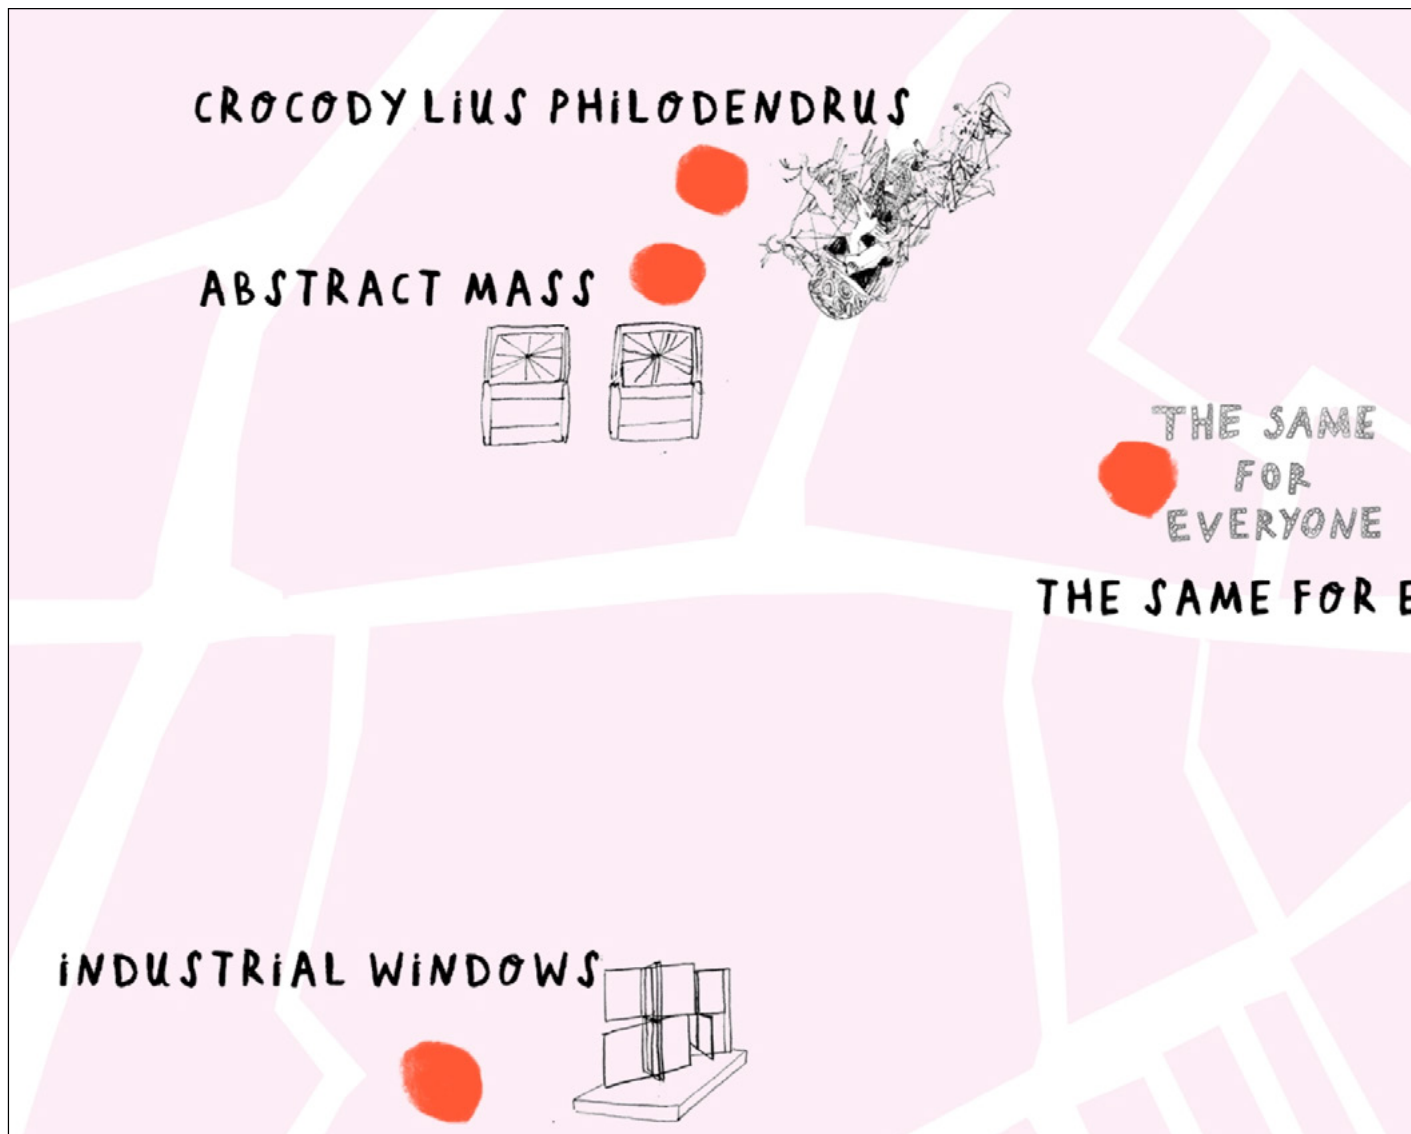 CROCODYLIUS PHILODENDRUS
ABSTRACT MASS
THE SAME
FOR
EVERYONE
THE SAME FOR E
INDUSTRIAL WINDOWS